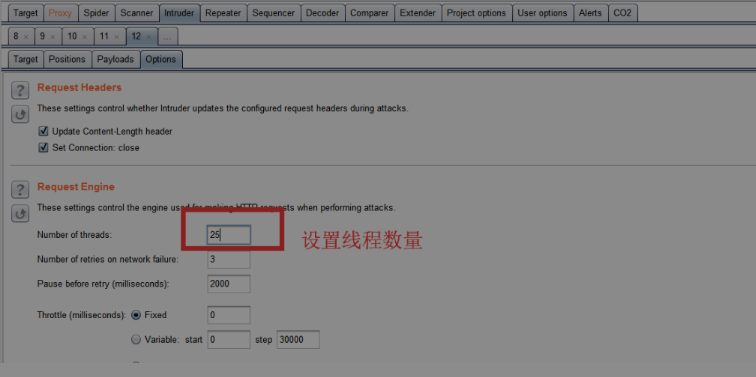 Target Proxy Spider Scanner Intruder Repeater Sequencer Decoder Comparer Extender Project options User options Alerts CO2
8 × 9 × 10 × 11 × 12 × ...
Target Positions Payloads Options
? Request Headers
These settings control whether Intruder updates the configured request headers during attacks.
Update Content-Length header
Set Connection: close
? Request Engine
These settings control the engine used for making HTTP requests when performing attacks.
Number of threads: 25 设置线程数量
Number of retries on network failure: 3
Pause before retry (milliseconds): 2000
Throttle (milliseconds): Fixed 0
Variable: start 0 step 30000